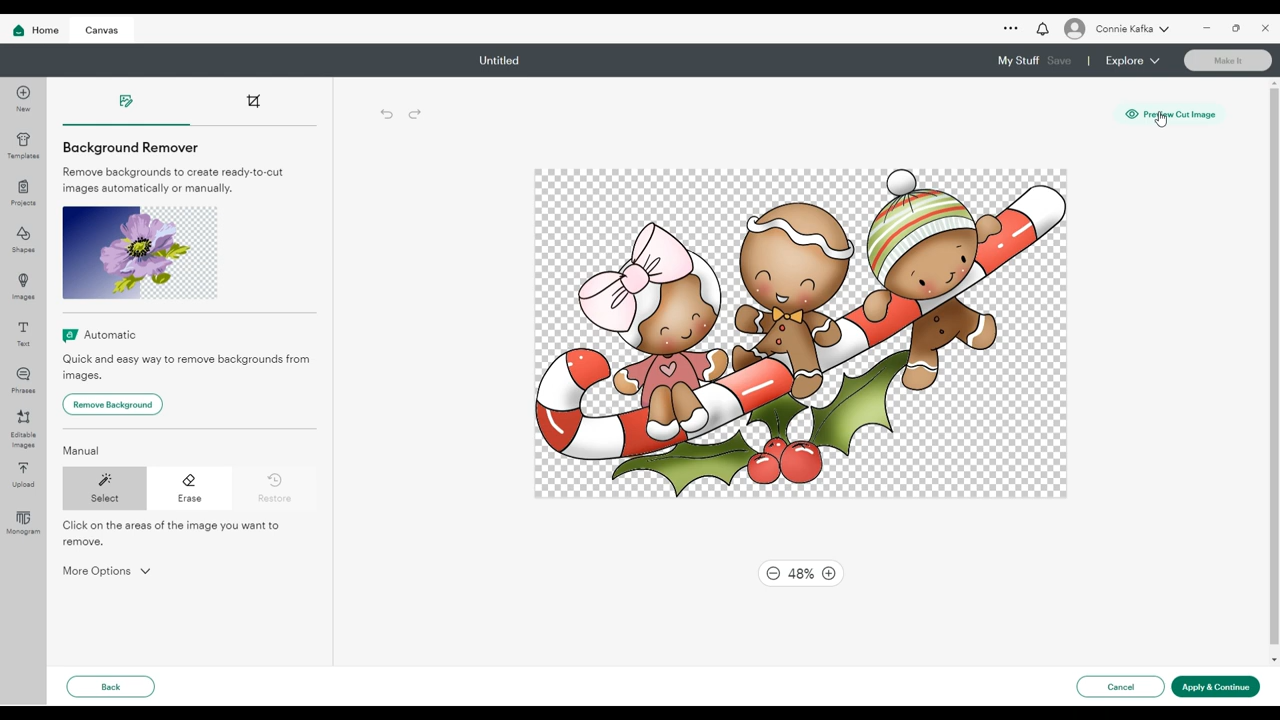 Home
Canvas
Connie Kafka
Untitled
My Stuff
Save
|
Explore
Make It
New
Templates
Projects
Shapes
Images
Text
Phrases
Editable
Images
Upload
Monogram
Background Remover
Remove backgrounds to create ready-to-cut
images automatically or manually.
Automatic
Quick and easy way to remove backgrounds from
images.
Remove Background
Manual
Select
Erase
Restore
Click on the areas of the image you want to
remove.
More Options
Preview Cut Image
48%
Back
Cancel
Apply & Continue